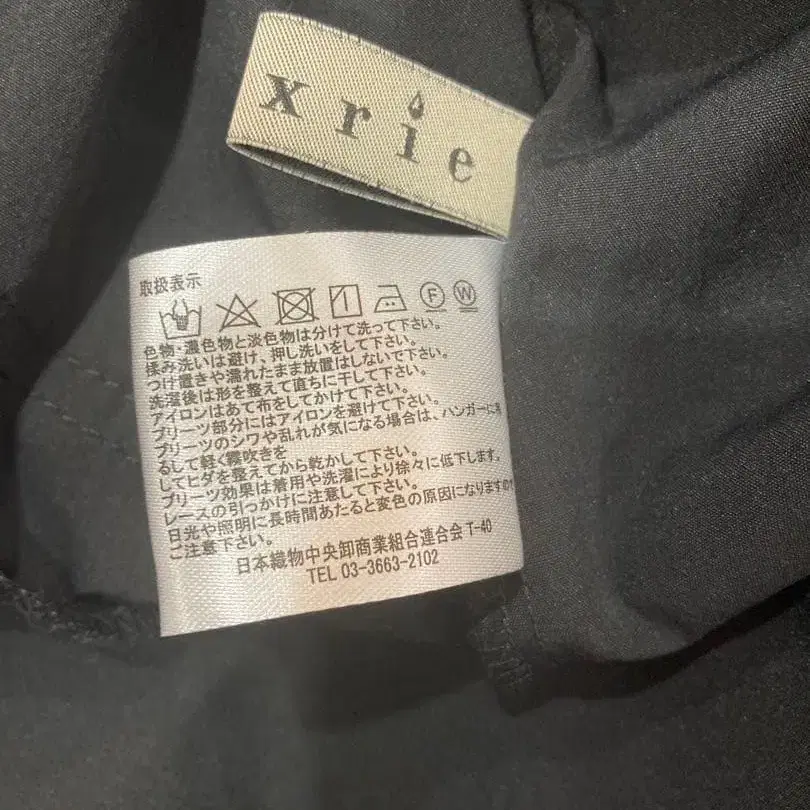 xrie
取扱表示
F W
色物・濃色物と淡色物は分けて洗って下さい。
揉み洗いは避け、押し洗いをして下さい。
つけ置きや濡れたまま放置はしないで下さい。
洗濯後は形を整えて直ちに干して下さい。
アイロンはあて布をしてかけて下さい。
プリーツ部分にはアイロンを避けて下さい。
プリーツのシワや乱れが気になる場合は、ハンガーに吊
るして軽く霧吹きを
してヒダを整えてから乾かして下さい。
プリーツ効果は着用や洗濯により徐々に低下します。
レースの引っかけに注意して下さい。
日光や照明に長時間あたると変色の原因になりますので
ご注意下さい。
日本織物中央卸商業組合連合会 T-40
TEL 03-3663-2102